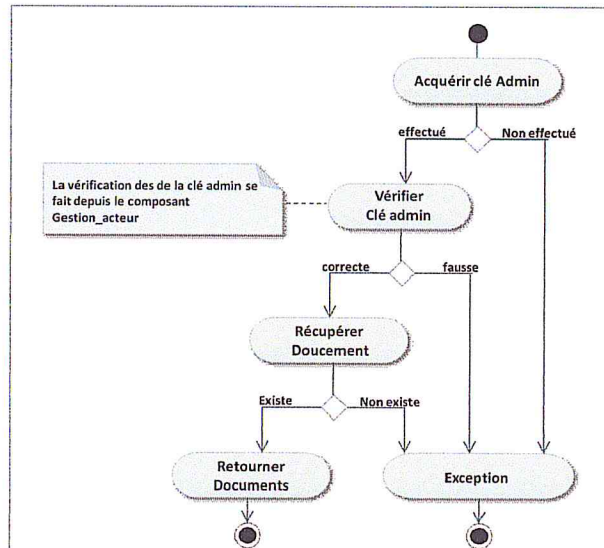 Acquérir clé Admin
effectué
Non effectué
La vérification des de la clé admin se
fait depuis le composant
Gestion_acteur
Vérifier
Clé admin
correcte
fausse
Récupérer
Doucement
Existe
Non existe
Retourner
Documents
Exception